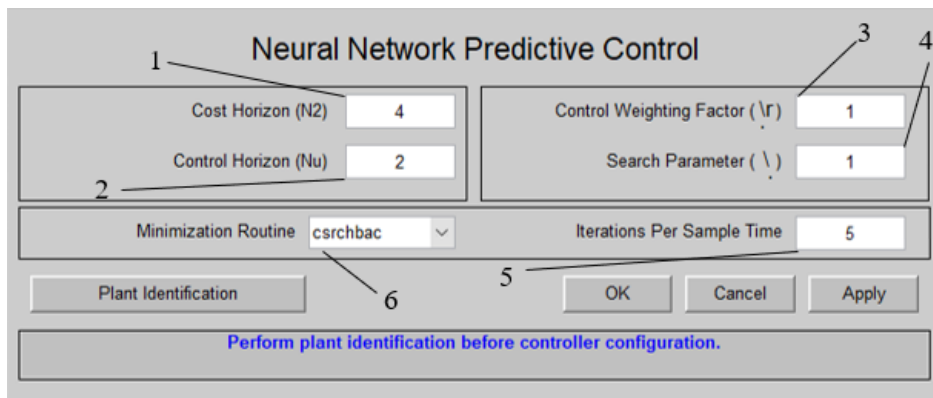 Neural Network Predictive Control
1
3
4
Cost Horizon (N2) 4
Control Weighting Factor ( \r ) 1
Control Horizon (Nu) 2
Search Parameter ( \ ) 1
2
Minimization Routine csrchbac
Iterations Per Sample Time 5
5
6
Plant Identification
OK Cancel Apply
Perform plant identification before controller configuration.